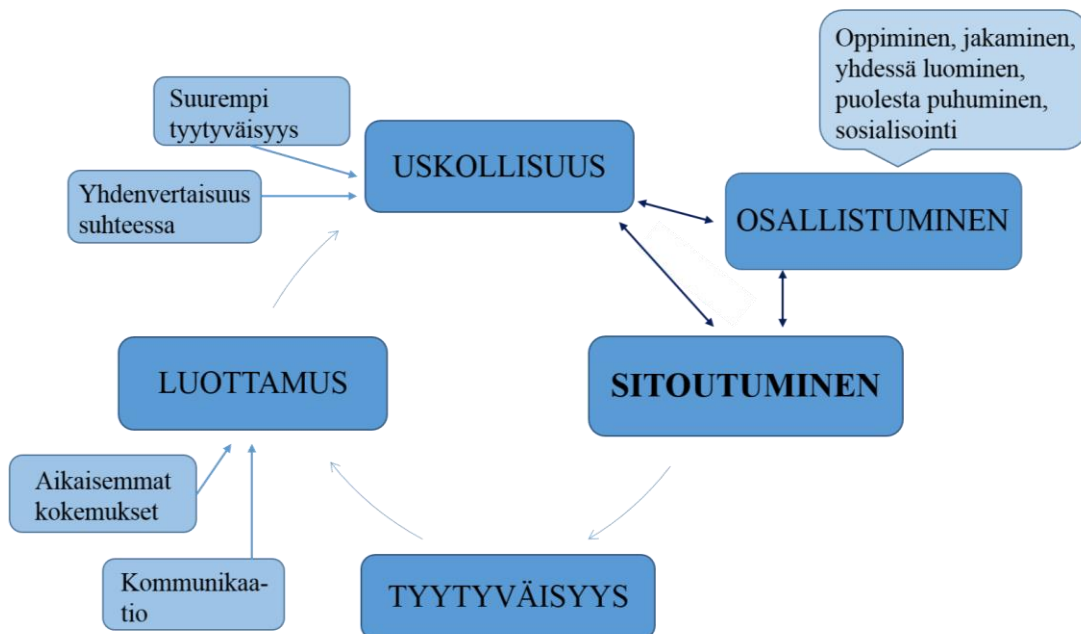 Oppiminen, jakaminen,
yhdessä luominen,
puolesta puhuminen,
sosialisointi
Suurempi
tyytyväisyys
USKOLLISUUS
Yhdenvertaisuus
suhteessa
OSALLISTUMINEN
LUOTTAMUS
SITOUTUMINEN
Aikaisemmat
kokemukset
Kommunikaa-
tio
TYYTYVÄISYYS